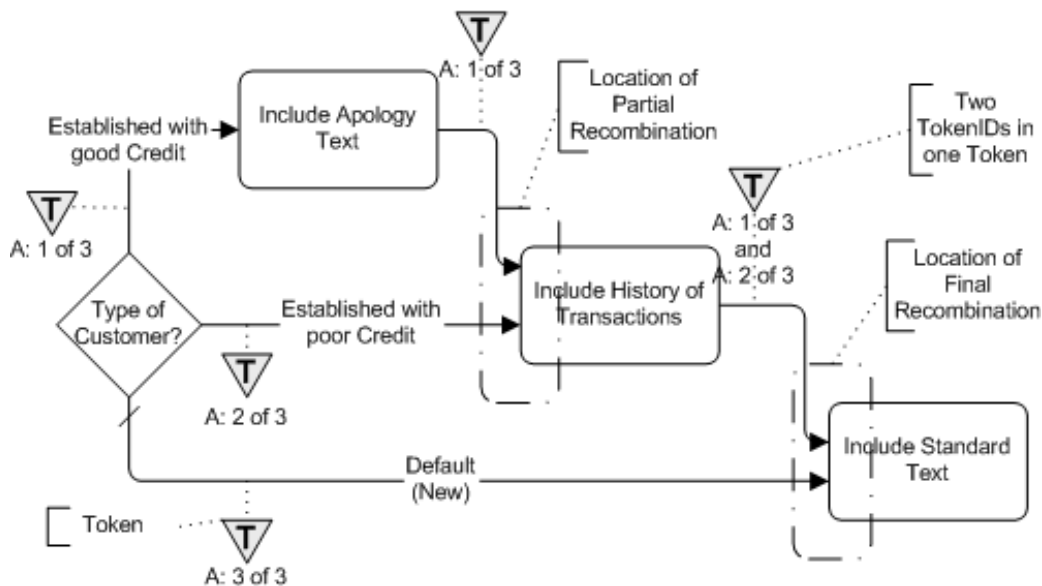 T
A: 1 of 3
Location of
Partial
Recombination
Include Apology
Text
Two
TokenIDs in
one Token
Established with
good Credit
T
A: 1 of 3
T
A: 1 of 3
and
A: 2 of 3
Location of
Final
Recombination
Type of
Customer?
Established with
poor Credit
Include History of
Transactions
T
A: 2 of 3
Include Standard
Text
Default
(New)
Token
T
A: 3 of 3